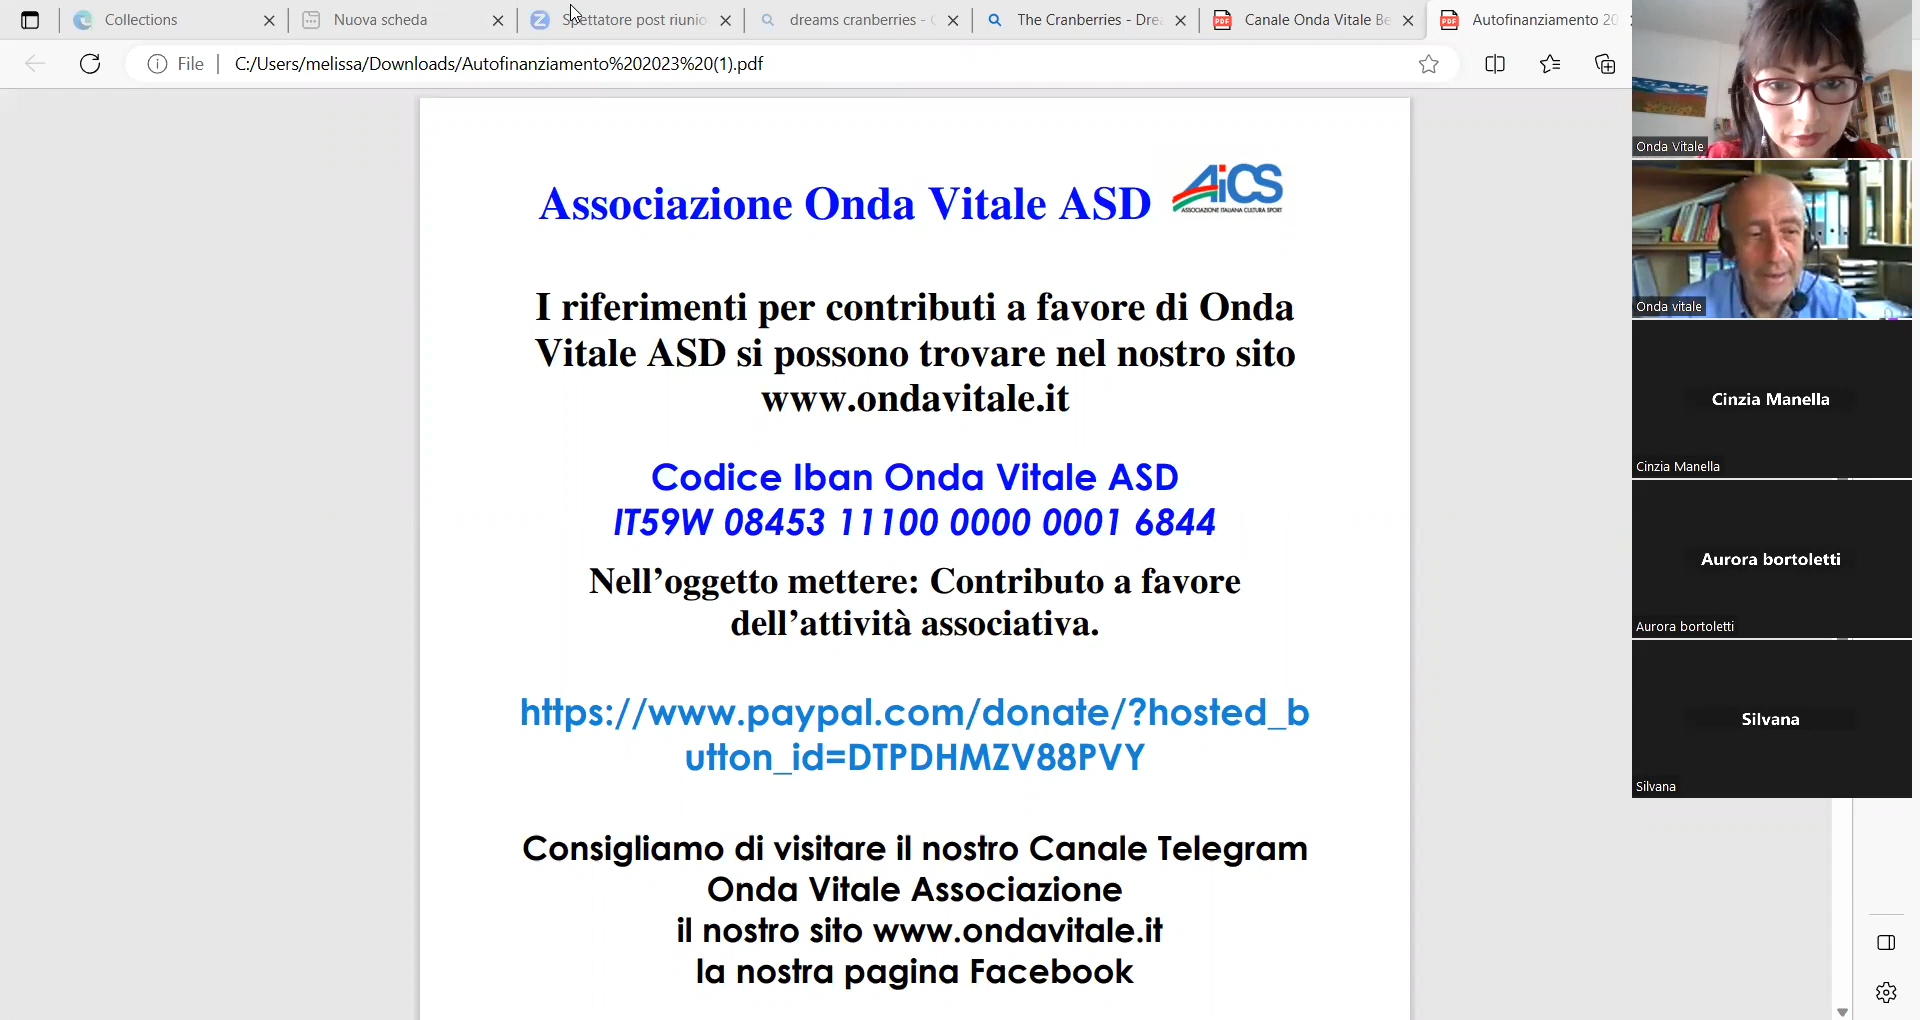 Collections
Nuova scheda
Spettatore post riunio
dreams cranberries -
The Cranberries - Drea
Canale Onda Vitale Be
Autofinanziamento 20
File
C:/Users/melissa/Downloads/Autofinanziamento%202023%20(1).pdf
Associazione Onda Vitale ASD
AiCS
ASSOCIAZIONE ITALIANA CULTURA SPORT
I riferimenti per contributi a favore di Onda
Vitale ASD si possono trovare nel nostro sito
www.ondavitale.it
Codice Iban Onda Vitale ASD
IT59W 08453 11100 0000 0001 6844
Nell’oggetto mettere: Contributo a favore
dell’attività associativa.
https://www.paypal.com/donate/?hosted_b
utton_id=DTPDHMZV88PVY
Consigliamo di visitare il nostro Canale Telegram
Onda Vitale Associazione
il nostro sito www.ondavitale.it
la nostra pagina Facebook
Onda Vitale
Onda vitale
Cinzia Manella
Cinzia Manella
Aurora bortoletti
Aurora bortoletti
Silvana
Silvana